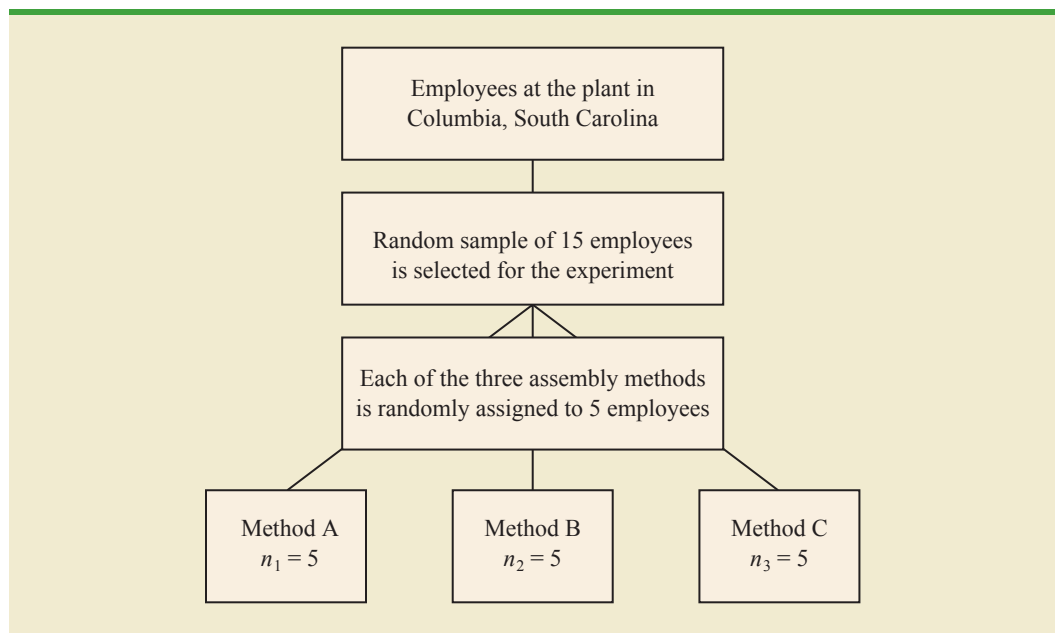 Employees at the plant in
Columbia, South Carolina
Random sample of 15 employees
is selected for the experiment
Each of the three assembly methods
is randomly assigned to 5 employees
Method A
n₁ = 5
Method B
n₂ = 5
Method C
n₃ = 5